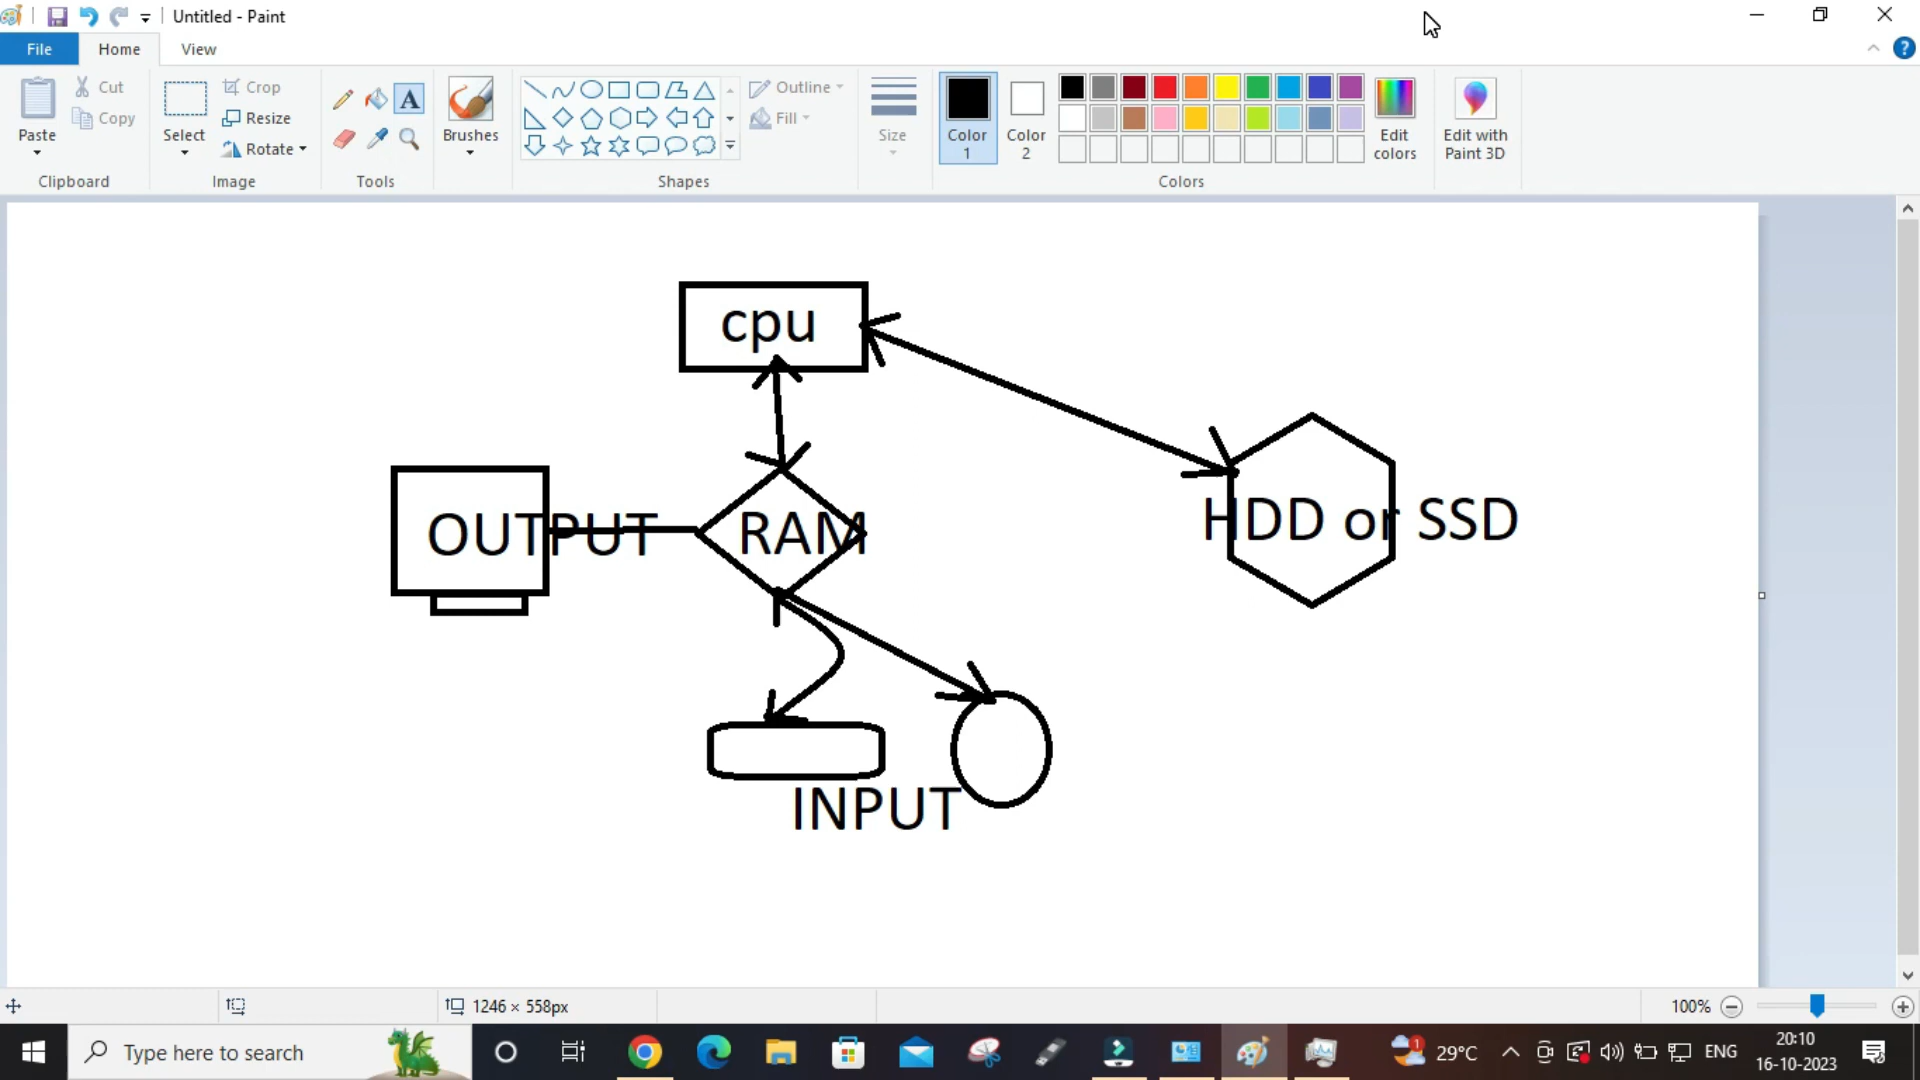 Untitled - Paint
File Home View
Paste
Cut
Copy
Clipboard
Select
Crop
Resize
Rotate
Image
A
Tools
Brushes
Shapes
Outline
Fill
Size
Color 1
Color 2
Edit colors
Colors
Edit with Paint 3D
cpu
OUTPUT
RAM
HDD or SSD
INPUT
1246 × 558px
100%
Type here to search
1
29°C
ENG
20:10
16-10-2023